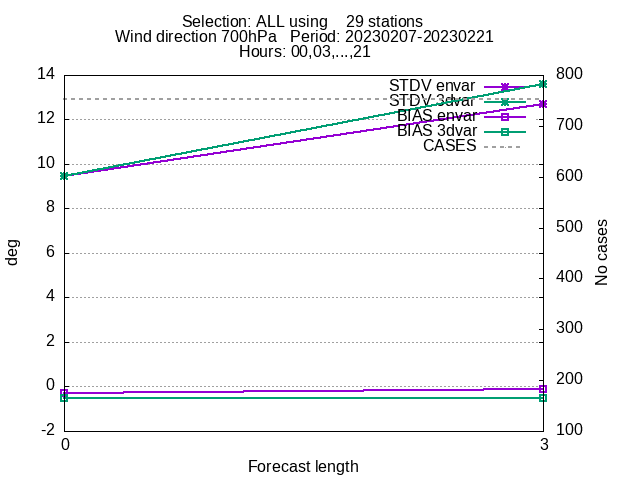 Selection: ALL using    29 stations
Wind direction 700hPa   Period: 20230207-20230221
Hours: 00,03,...,21
14
12
10
8
6
4
2
0
-2
deg
800
700
600
500
400
300
200
100
No cases
STDV envar
STDV 3dvar
BIAS envar
BIAS 3dvar
CASES
0
3
Forecast length